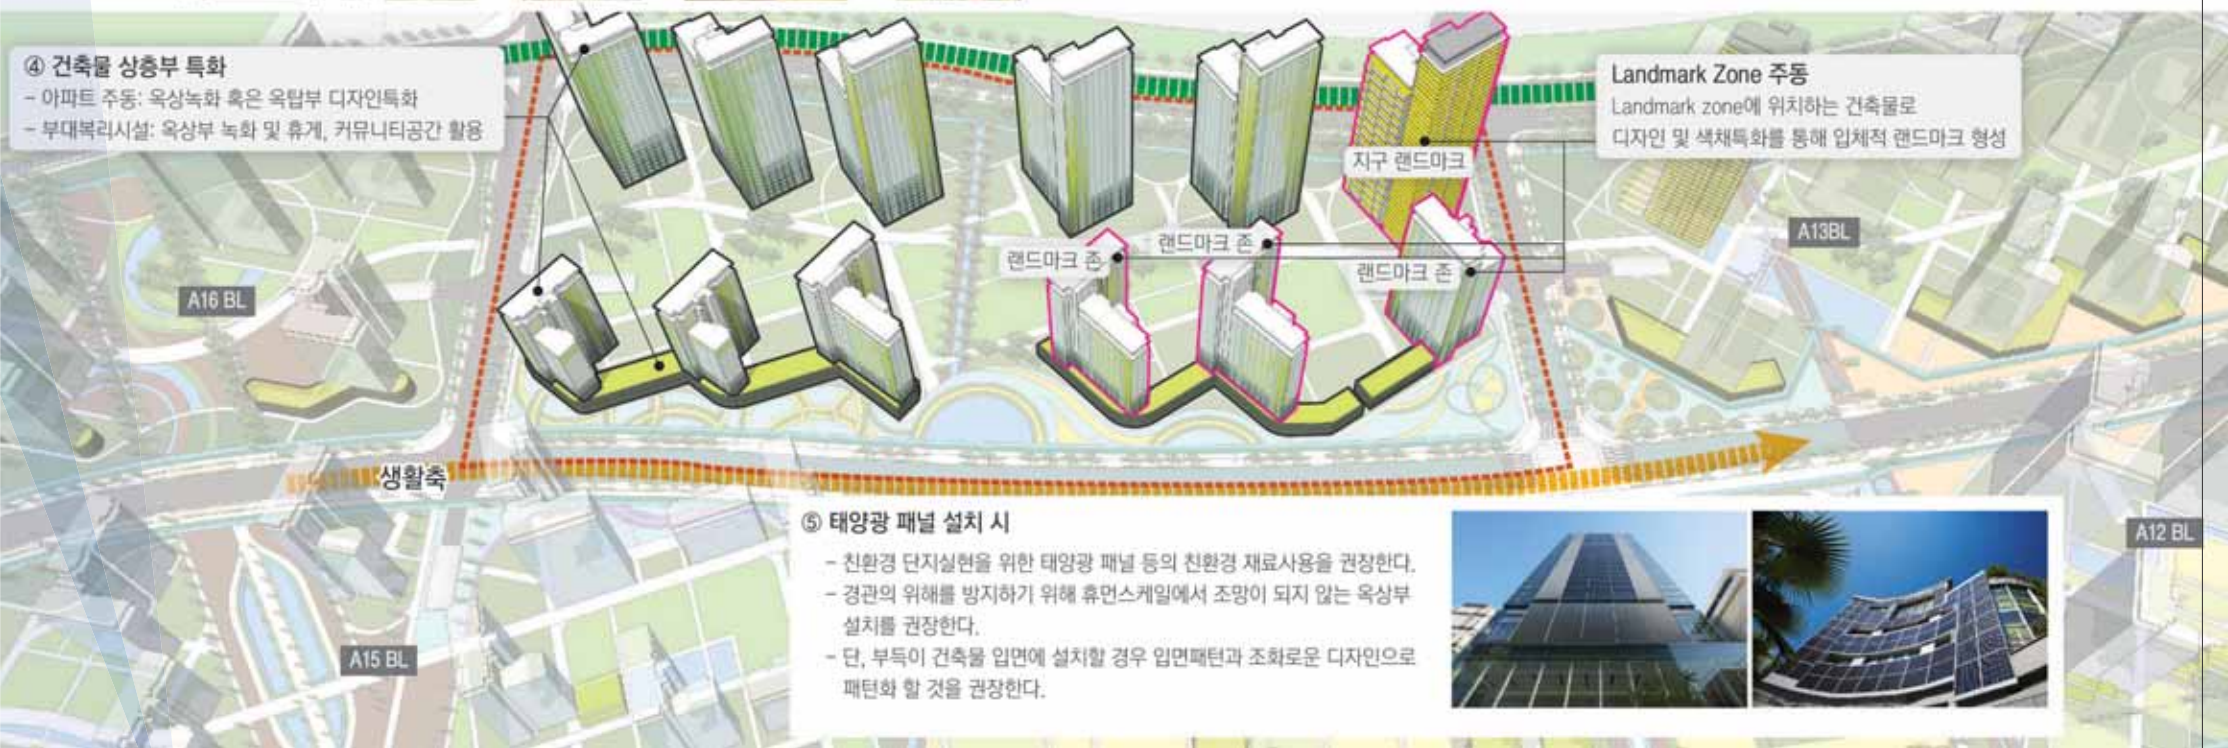 ④ 건축물 상층부 특화
- 아파트 주동: 옥상녹화 혹은 옥탑부 디자인특화
- 부대복리시설: 옥상부 녹화 및 휴게, 커뮤니티공간 활용
Landmark Zone 주동
Landmark zone에 위치하는 건축물로
디자인 및 색채특화를 통해 입체적 랜드마크 형성
지구 랜드마크
랜드마크 존
랜드마크 존
랜드마크 존
A13BL
A16 BL
생활축
⑤ 태양광 패널 설치 시
- 친환경 단지실현을 위한 태양광 패널 등의 친환경 재료사용을 권장한다.
- 경관의 위해를 방지하기 위해 휴먼스케일에서 조망이 되지 않는 옥상부
설치를 권장한다.
- 단, 부득이 건축물 입면에 설치할 경우 입면패턴과 조화로운 디자인으로
패턴화 할 것을 권장한다.
A12 BL
A15 BL